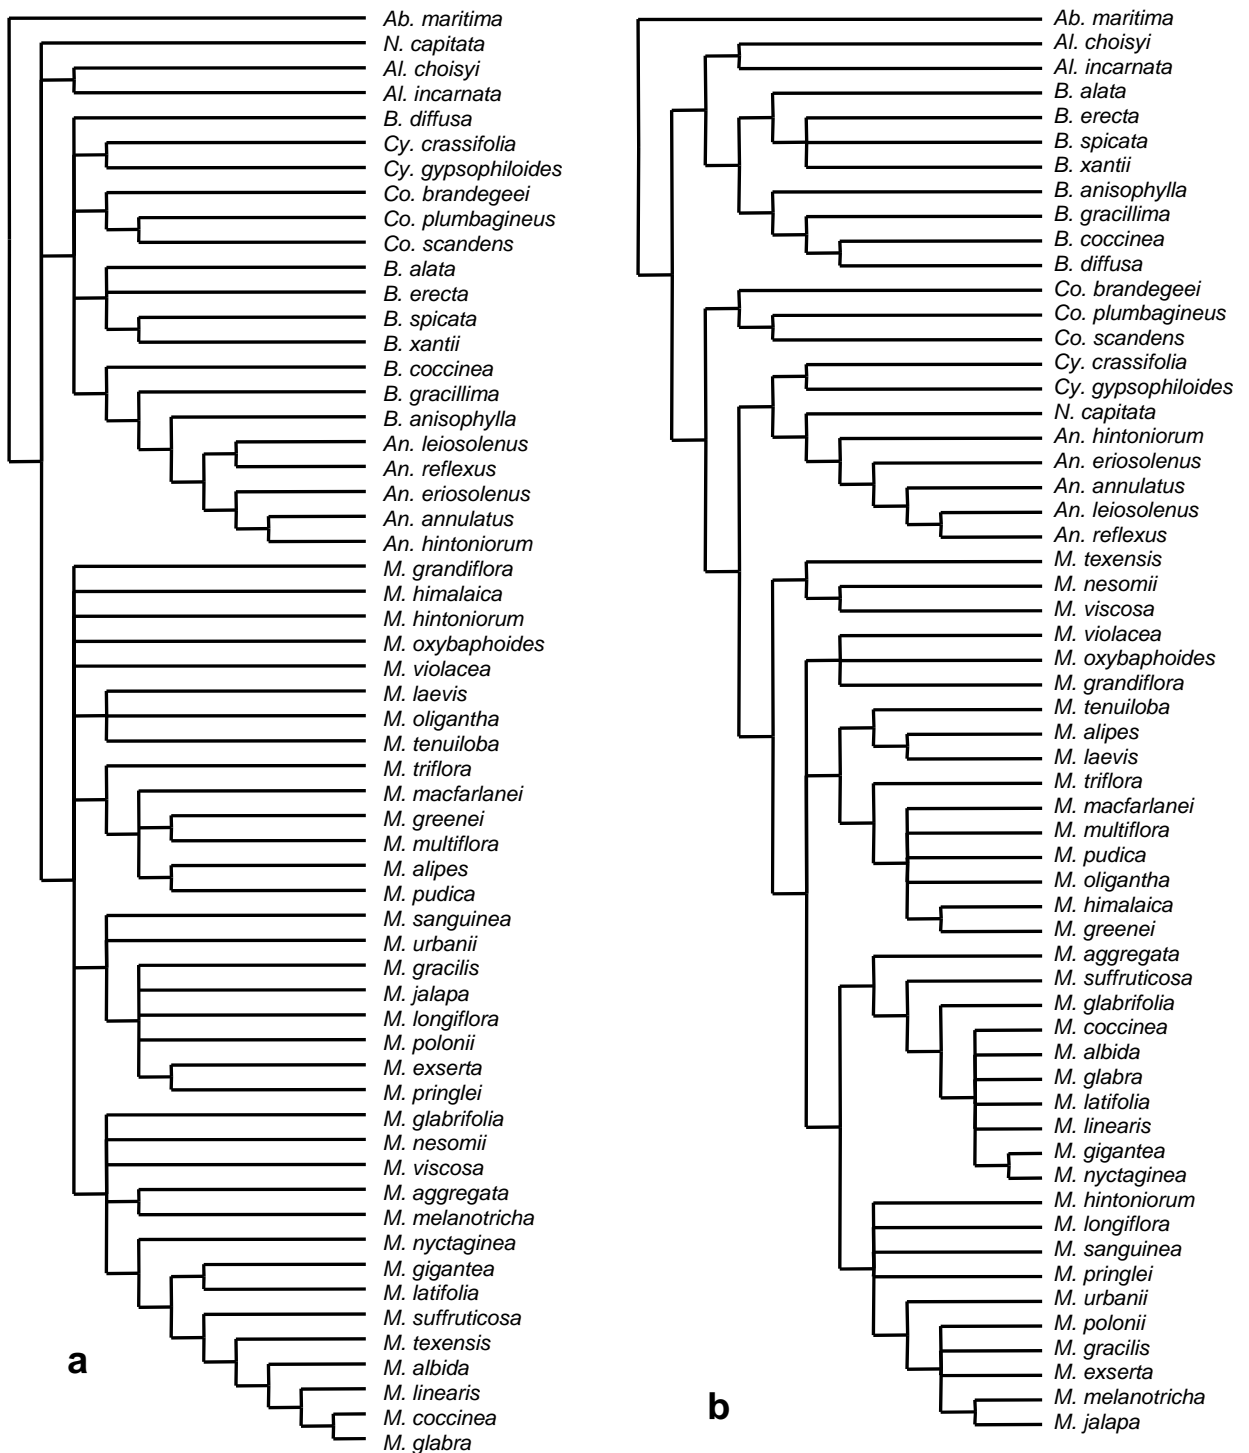 Ab. maritima
N. capitata
Al. choisyi
Al. incarnata
B. diffusa
Cy. crassifolia
Cy. gypsophiloides
Co. brandegeei
Co. plumbagineus
Co. scandens
B. alata
B. erecta
B. spicata
B. xantii
B. coccinea
B. gracillima
B. anisophylla
An. leiosolenus
An. reflexus
An. eriosolenus
An. annulatus
An. hintoniorum
M. grandiflora
M. himalaica
M. hintoniorum
M. oxybaphoides
M. violacea
M. laevis
M. oligantha
M. tenuiloba
M. triflora
M. macfarlanei
M. greenei
M. multiflora
M. alipes
M. pudica
M. sanguinea
M. urbanii
M. gracilis
M. jalapa
M. longiflora
M. polonii
M. exserta
M. pringlei
M. glabrifolia
M. nesomii
M. viscosa
M. aggregata
M. melanotricha
M. nyctaginea
M. gigantea
M. latifolia
M. suffruticosa
M. texensis
M. albida
M. linearis
M. coccinea
M. glabra
a
Ab. maritima
Al. choisyi
Al. incarnata
B. alata
B. erecta
B. spicata
B. xantii
B. anisophylla
B. gracillima
B. coccinea
B. diffusa
Co. brandegeei
Co. plumbagineus
Co. scandens
Cy. crassifolia
Cy. gypsophiloides
N. capitata
An. hintoniorum
An. eriosolenus
An. annulatus
An. leiosolenus
An. reflexus
M. texensis
M. nesomii
M. viscosa
M. violacea
M. oxybaphoides
M. grandiflora
M. tenuiloba
M. alipes
M. laevis
M. triflora
M. macfarlanei
M. multiflora
M. pudica
M. oligantha
M. himalaica
M. greenei
M. aggregata
M. suffruticosa
M. glabrifolia
M. coccinea
M. albida
M. glabra
M. latifolia
M. linearis
M. gigantea
M. nyctaginea
M. hintoniorum
M. longiflora
M. sanguinea
M. pringlei
M. urbanii
M. polonii
M. gracilis
M. exserta
M. melanotricha
M. jalapa
b